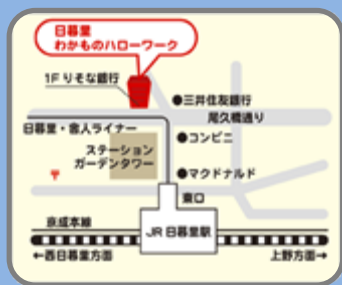 日暮里
わかものハローワーク
1F りそな銀行
●三井住友銀行
尾久橋通り
日暮里・舎人ライナー
●コンビニ
ステーション
ガーデンタワー
●マクドナルド
〒
東口
京成本線
JR 日暮里駅
←西日暮里方面
上野方面→